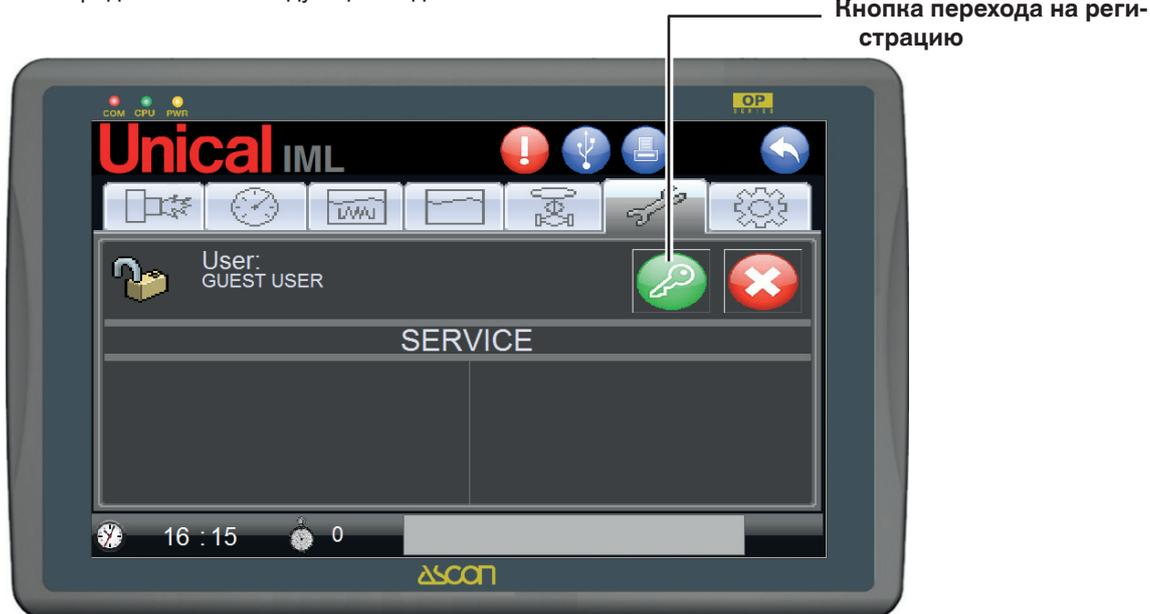 Кнопка перехода на реги-
страцию
COM CPU PWR
OP
SERIES
Unical IML
User:
GUEST USER
SERVICE
16 : 15 0
ascon